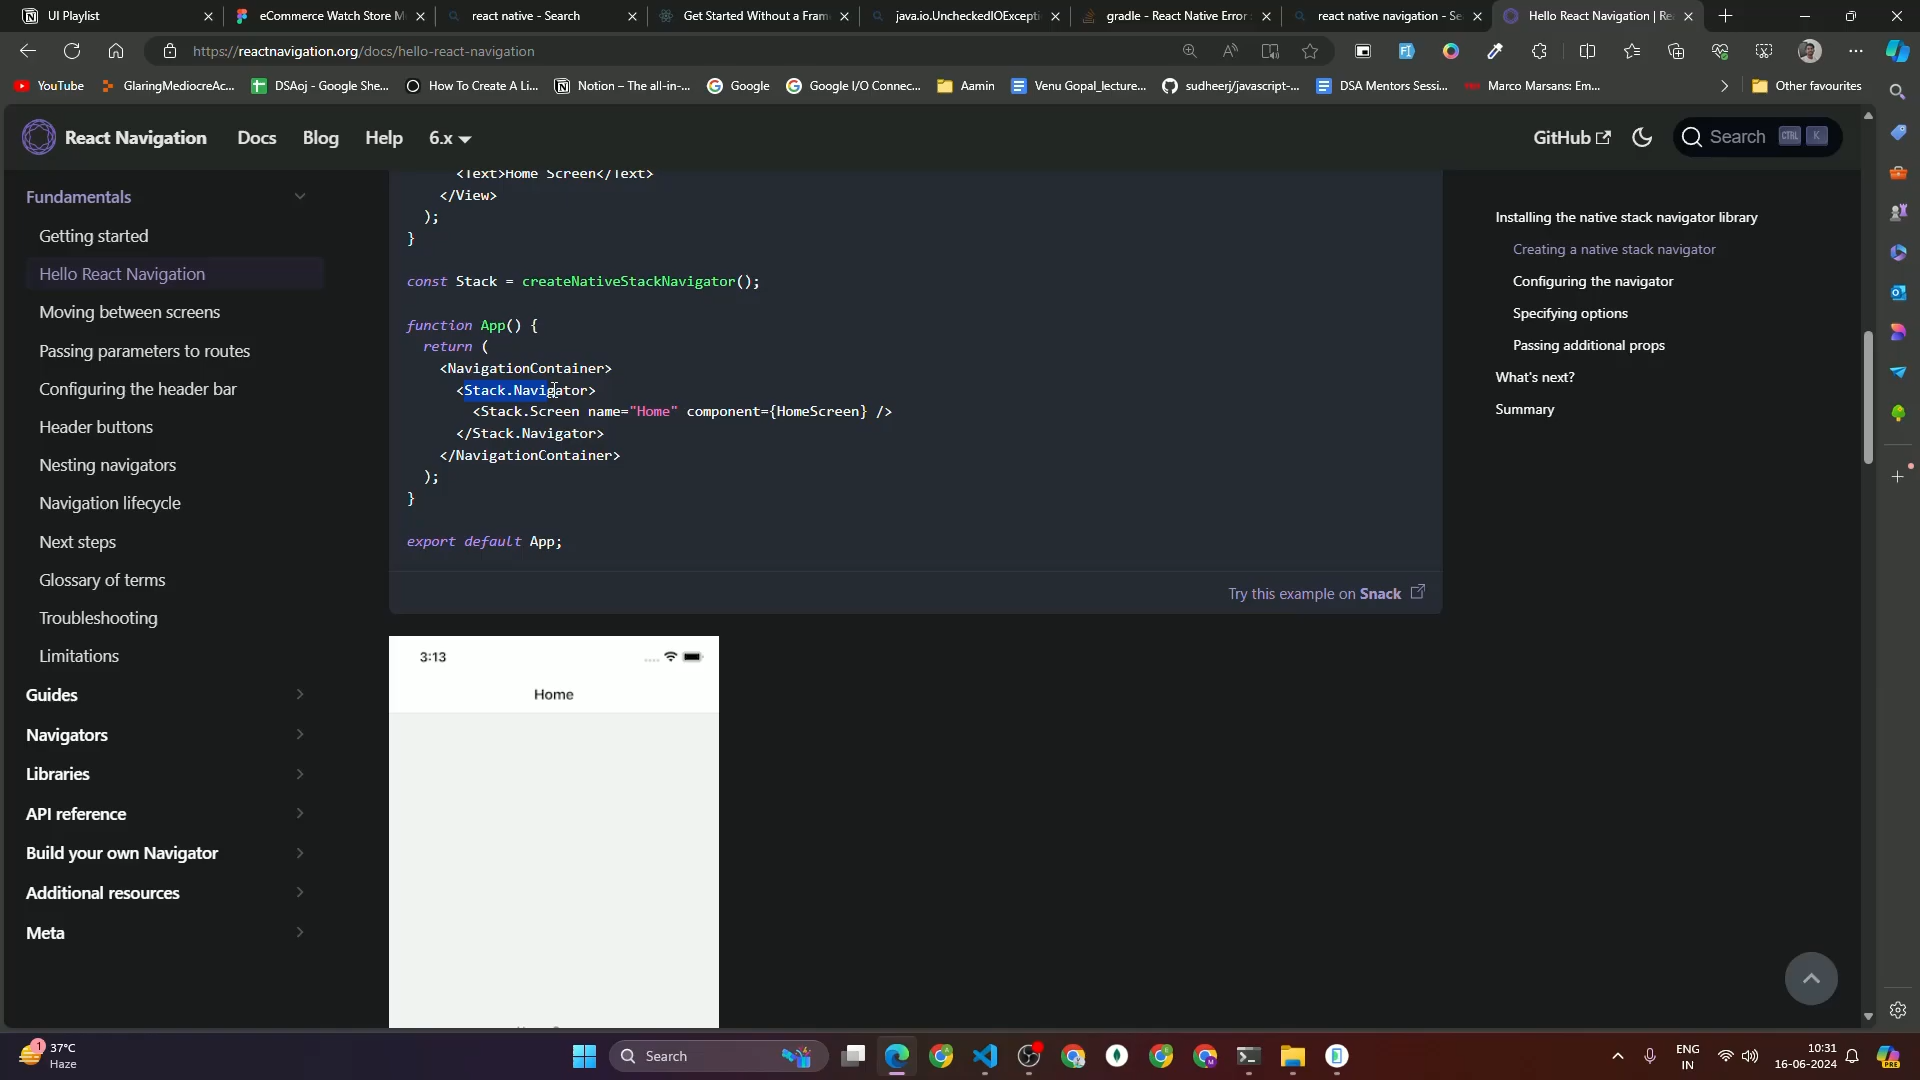 UI Playlist
eCommerce Watch Store M
react native - Search
Get Started Without a Fram
java.io.UncheckedIOExcepti
gradle - React Native Error
react native navigation - Se
Hello React Navigation | Re
https://reactnavigation.org/docs/hello-react-navigation
YouTube
GlaringMediocreAc...
DSAoj - Google She...
How To Create A Li...
Notion – The all-in-...
Google
Google I/O Connec...
Aamin
Venu Gopal_lecture...
sudheerj/javascript-...
DSA Mentors Sessi...
Marco Marsans: Em...
Other favourites
React Navigation
Docs
Blog
Help
6.x
GitHub
Search
CTRL
K
Fundamentals
Getting started
Hello React Navigation
Moving between screens
Passing parameters to routes
Configuring the header bar
Header buttons
Nesting navigators
Navigation lifecycle
Next steps
Glossary of terms
Troubleshooting
Limitations
Guides
Navigators
Libraries
API reference
Build your own Navigator
Additional resources
Meta
<Text>Home Screen</Text>
</View>
);
}
const Stack = createNativeStackNavigator();
function App() {
return (
<NavigationContainer>
<Stack.Navigator>
<Stack.Screen name="Home" component={HomeScreen} />
</Stack.Navigator>
</NavigationContainer>
);
}
export default App;
Try this example on Snack
3:13
Home
Installing the native stack navigator library
Creating a native stack navigator
Configuring the navigator
Specifying options
Passing additional props
What's next?
Summary
1
37°C
Haze
Search
ENG
IN
10:31
16-06-2024
PRE